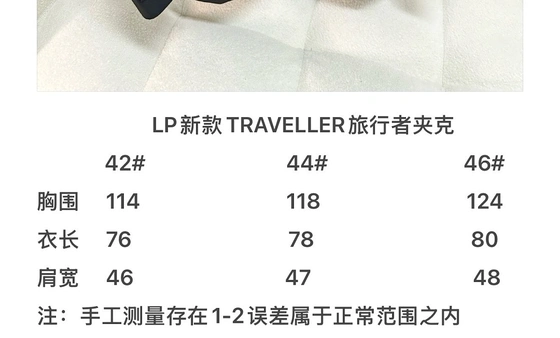 LP新款TRAVELLER旅行者夹克
42# 44# 46#
胸围 114 118 124
衣长 76 78 80
肩宽 46 47 48
注：手工测量存在1-2误差属于正常范围之内